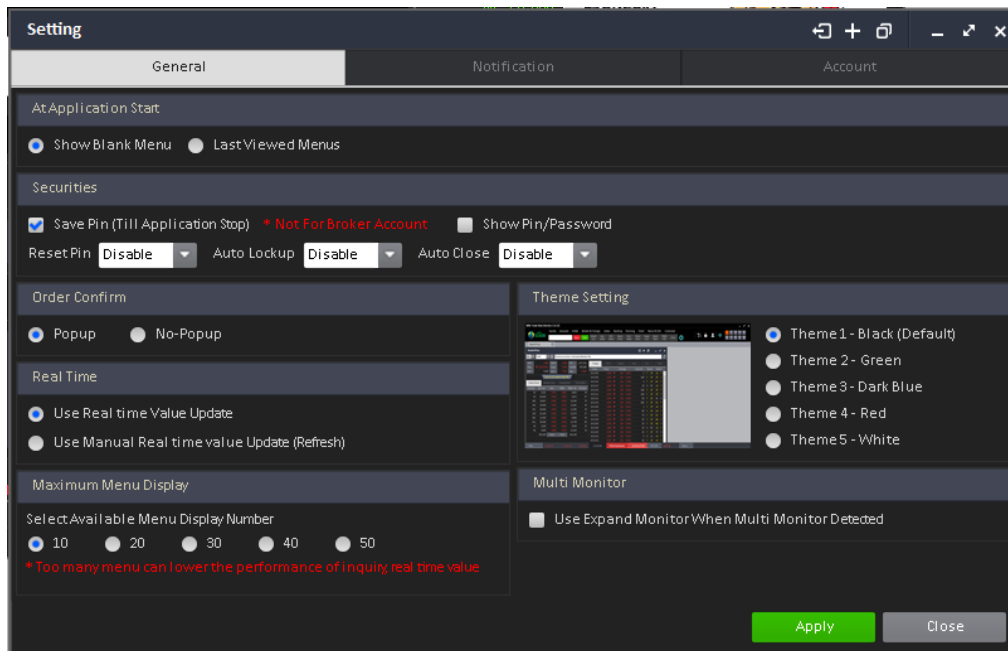 Setting
General Notification Account
At Application Start
Show Blank Menu Last Viewed Menus
Securities
Save Pin (Till Application Stop) * Not For Broker Account Show Pin/Password
Reset Pin Disable Auto Lockup Disable Auto Close Disable
Order Confirm
Popup No-Popup
Real Time
Use Real time Value Update
Use Manual Real time value Update (Refresh)
Maximum Menu Display
Select Available Menu Display Number
10 20 30 40 50
* Too many menu can lower the performance of inquiry, real time value
Theme Setting
Theme 1 - Black (Default)
Theme 2 - Green
Theme 3 - Dark Blue
Theme 4 - Red
Theme 5 - White
Multi Monitor
Use Expand Monitor When Multi Monitor Detected
Apply Close